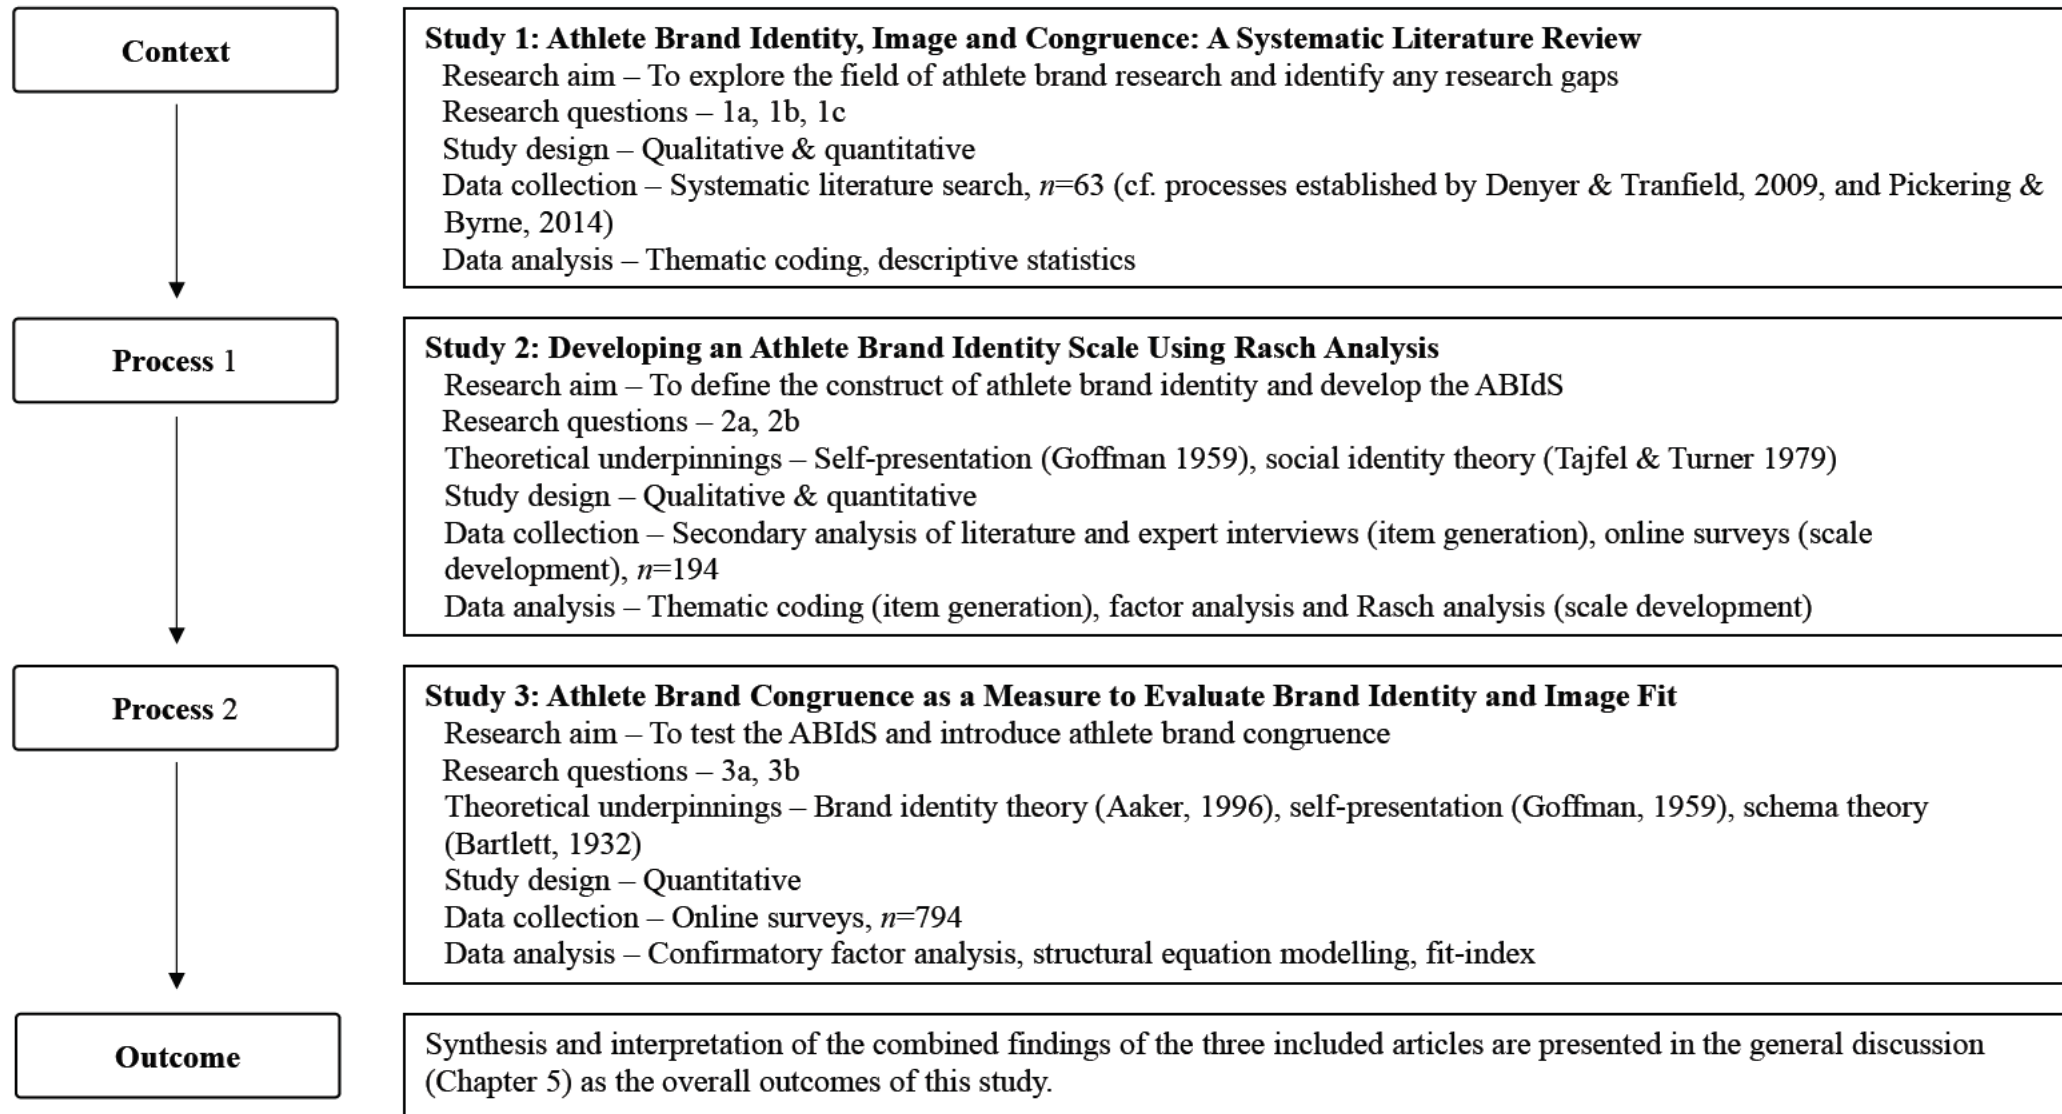 Context
Study 1: Athlete Brand Identity, Image and Congruence: A Systematic Literature Review
Research aim – To explore the field of athlete brand research and identify any research gaps
Research questions – 1a, 1b, 1c
Study design – Qualitative & quantitative
Data collection – Systematic literature search, n=63 (cf. processes established by Denyer & Tranfield, 2009, and Pickering &
Byrne, 2014)
Data analysis – Thematic coding, descriptive statistics
Process 1
Study 2: Developing an Athlete Brand Identity Scale Using Rasch Analysis
Research aim – To define the construct of athlete brand identity and develop the ABIdS
Research questions – 2a, 2b
Theoretical underpinnings – Self-presentation (Goffman 1959), social identity theory (Tajfel & Turner 1979)
Study design – Qualitative & quantitative
Data collection – Secondary analysis of literature and expert interviews (item generation), online surveys (scale
development), n=194
Data analysis – Thematic coding (item generation), factor analysis and Rasch analysis (scale development)
Process 2
Study 3: Athlete Brand Congruence as a Measure to Evaluate Brand Identity and Image Fit
Research aim – To test the ABIdS and introduce athlete brand congruence
Research questions – 3a, 3b
Theoretical underpinnings – Brand identity theory (Aaker, 1996), self-presentation (Goffman, 1959), schema theory
(Bartlett, 1932)
Study design – Quantitative
Data collection – Online surveys, n=794
Data analysis – Confirmatory factor analysis, structural equation modelling, fit-index
Outcome
Synthesis and interpretation of the combined findings of the three included articles are presented in the general discussion
(Chapter 5) as the overall outcomes of this study.